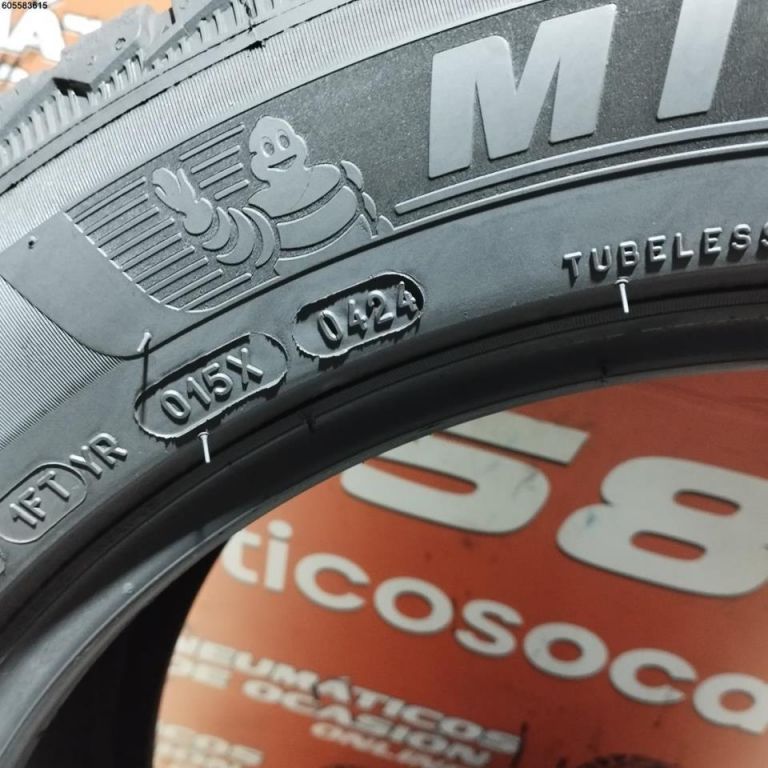 605583615
MI
TUBELESS
0424
015X
1FT YR
58
ticosoca
NEUMÁTICOS
DE OCASIÓN
ONLINE